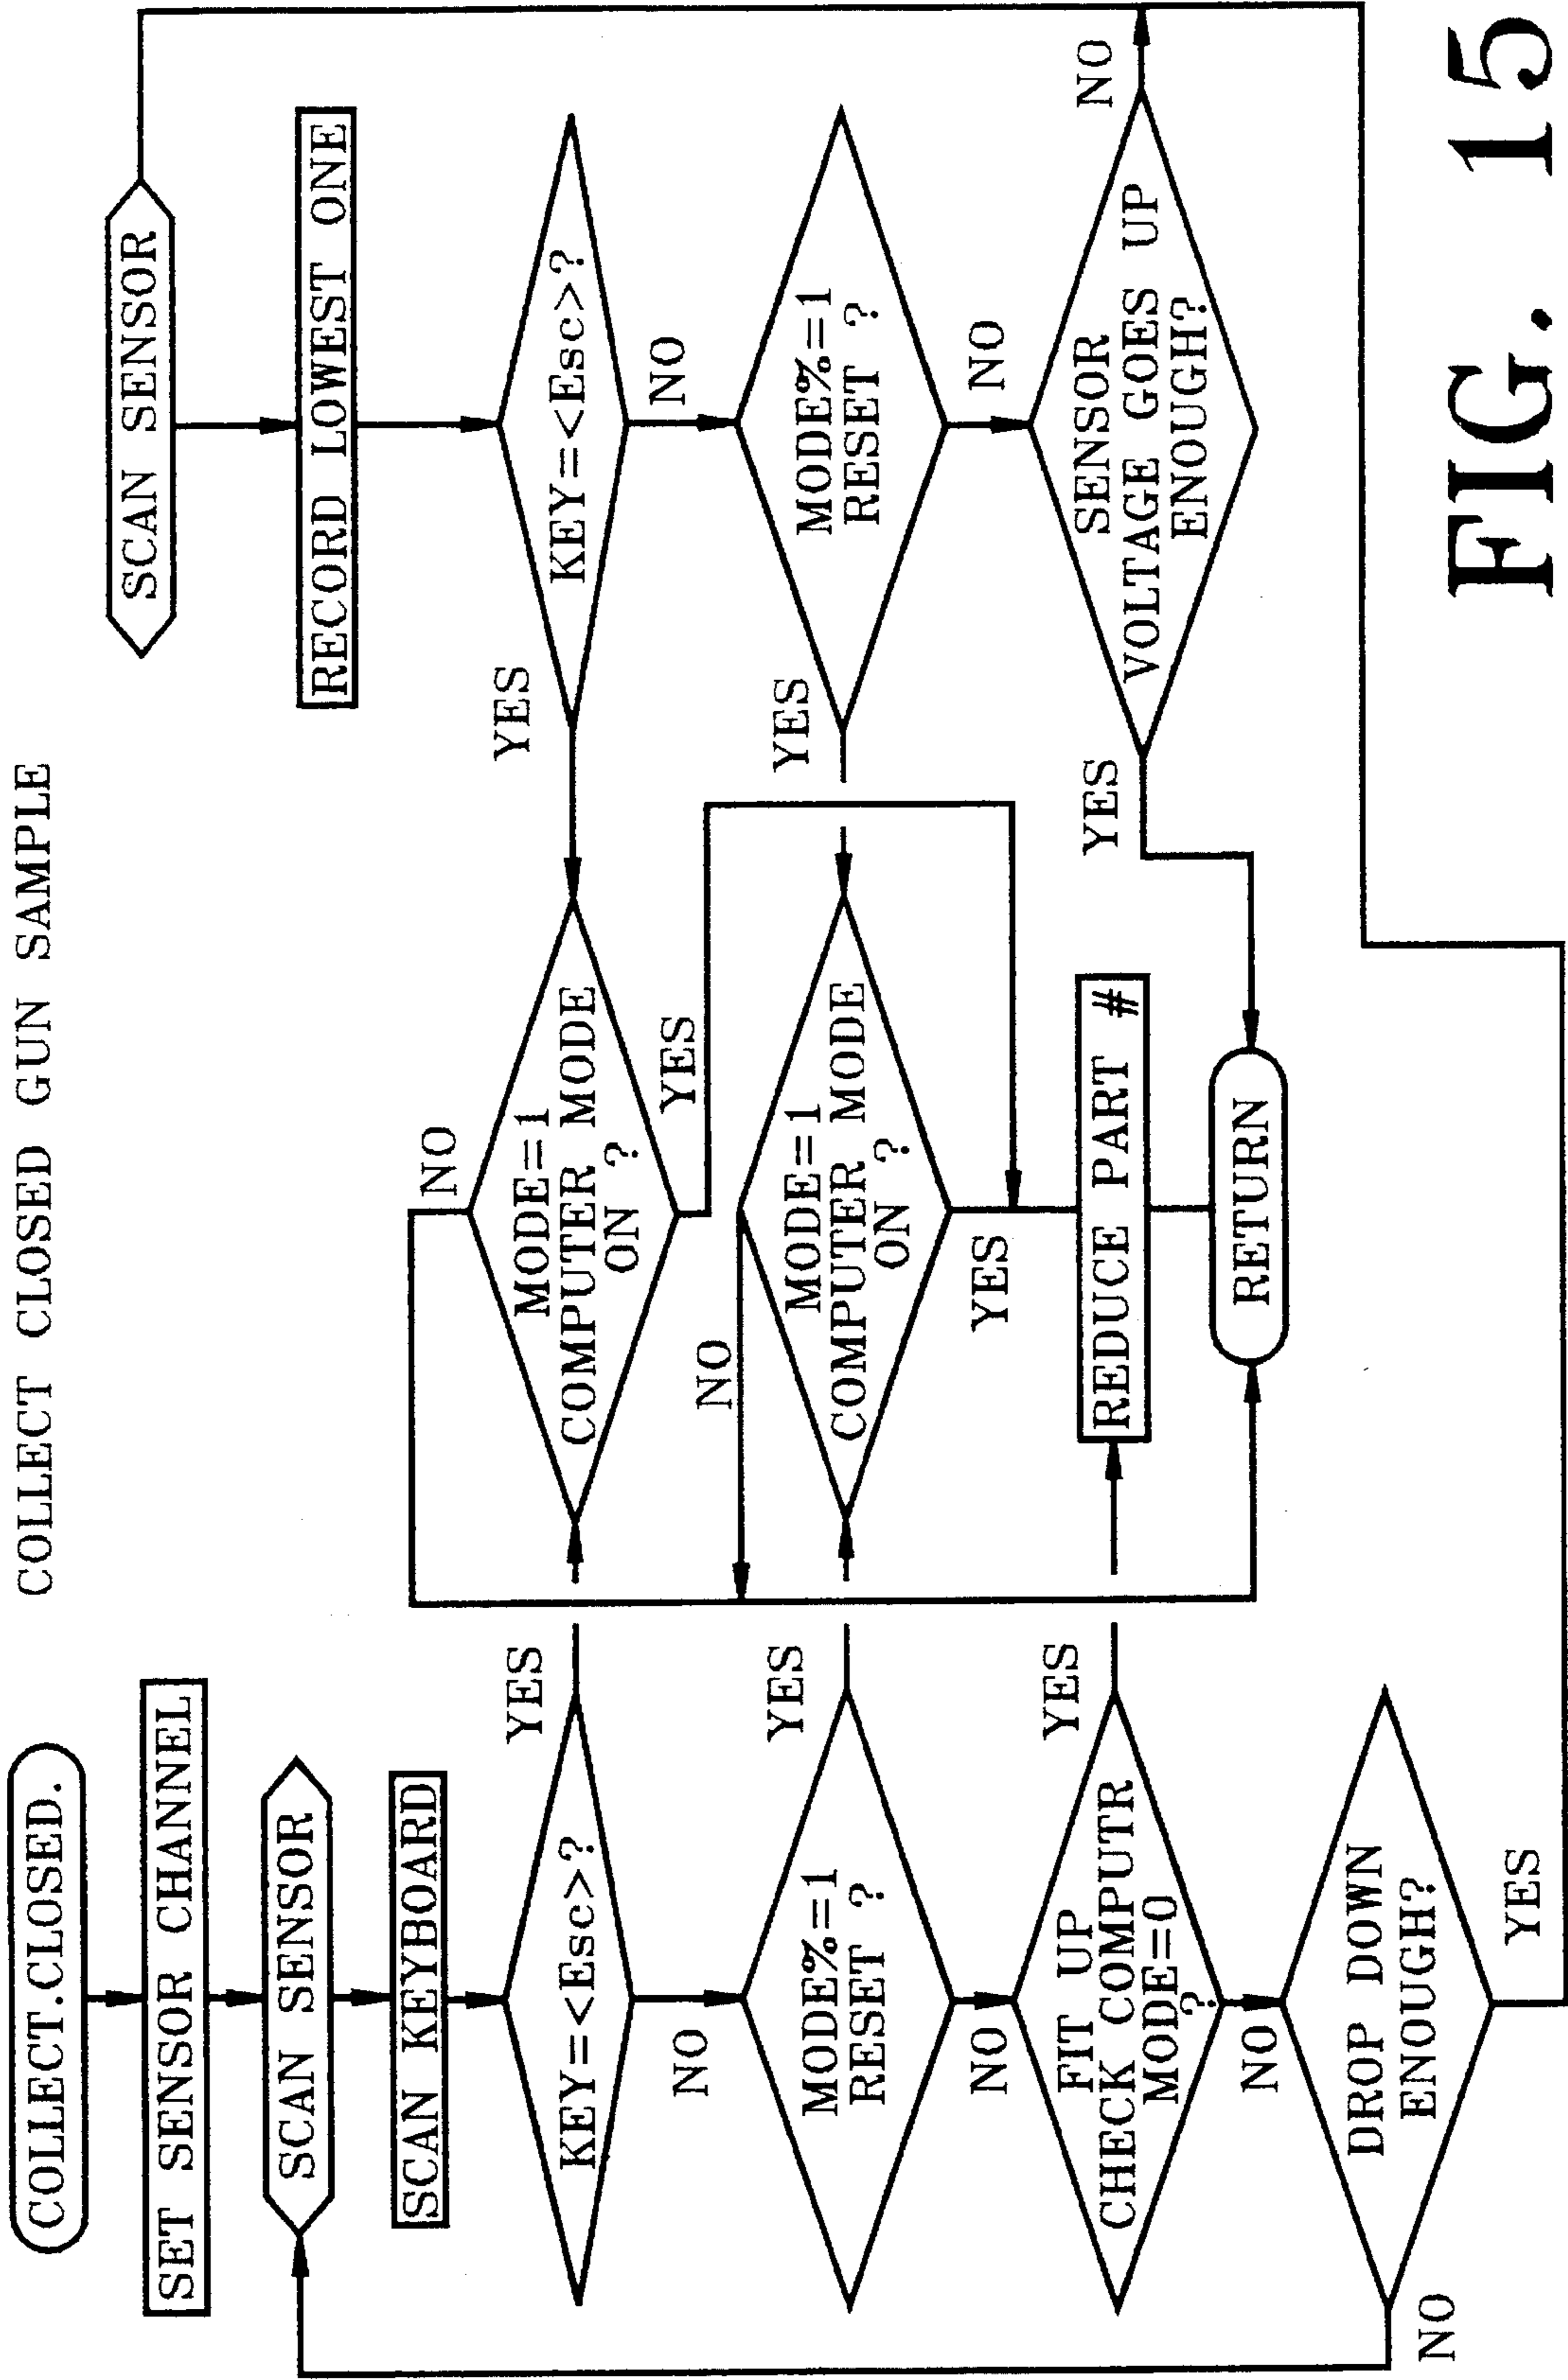 COLLECT CLOSED GUN SAMPLE
COLLECT.CLOSED.
SET SENSOR CHANNEL
SCAN SENSOR
SCAN KEYBOARD
KEY=<Esc>?
YES
NO
MODE%=1
RESET ?
YES
NO
FIT UP
CHECK COMPUTR
MODE=0
?
YES
NO
DROP DOWN
ENOUGH?
NO
YES
NO
MODE=1
COMPUTER MODE
ON ?
YES
NO
MODE=1
COMPUTER MODE
ON ?
YES
REDUCE PART #
RETURN
SCAN SENSOR
RECORD LOWEST ONE
KEY=<Esc>?
YES
NO
MODE%=1
RESET ?
YES
NO
SENSOR
VOLTAGE GOES UP
ENOUGH?
YES
NO
FIG. 15